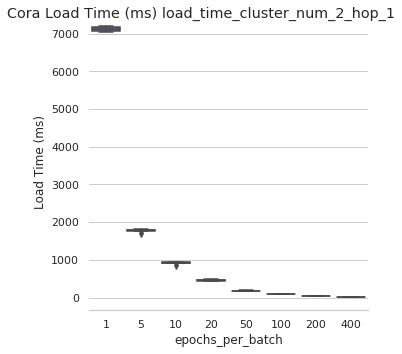 Cora Load Time (ms) load_time_cluster_num_2_hop_1
7000
6000
5000
4000
3000
2000
1000
0
Load Time (ms)
1 5 10 20 50 100 200 400
epochs_per_batch